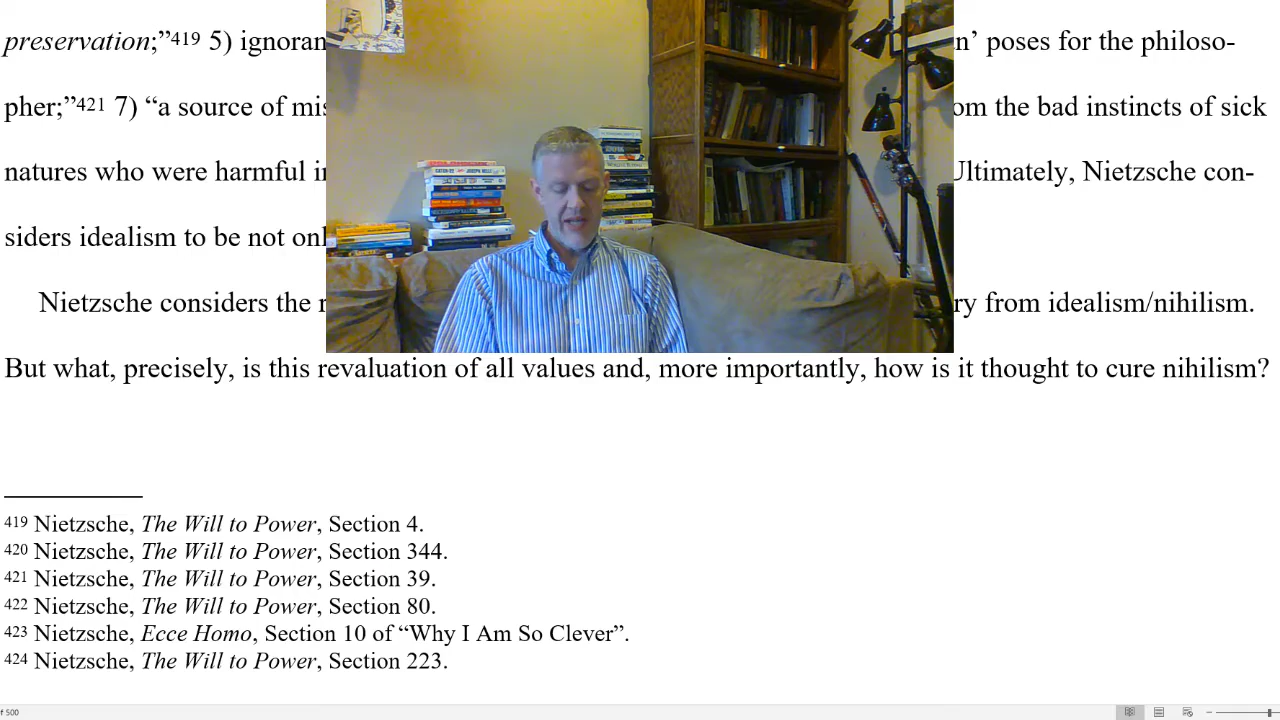 preservation;”419 5) ignoran n’ poses for the philoso-
pher;”421 7) “a source of mis om the bad instincts of sick
natures who were harmful in Ultimately, Nietzsche con-
siders idealism to be not onl
Nietzsche considers the r ry from idealism/nihilism.
But what, precisely, is this revaluation of all values and, more importantly, how is it thought to cure nihilism?
419 Nietzsche, The Will to Power, Section 4.
420 Nietzsche, The Will to Power, Section 344.
421 Nietzsche, The Will to Power, Section 39.
422 Nietzsche, The Will to Power, Section 80.
423 Nietzsche, Ecce Homo, Section 10 of “Why I Am So Clever”.
424 Nietzsche, The Will to Power, Section 223.
f 500